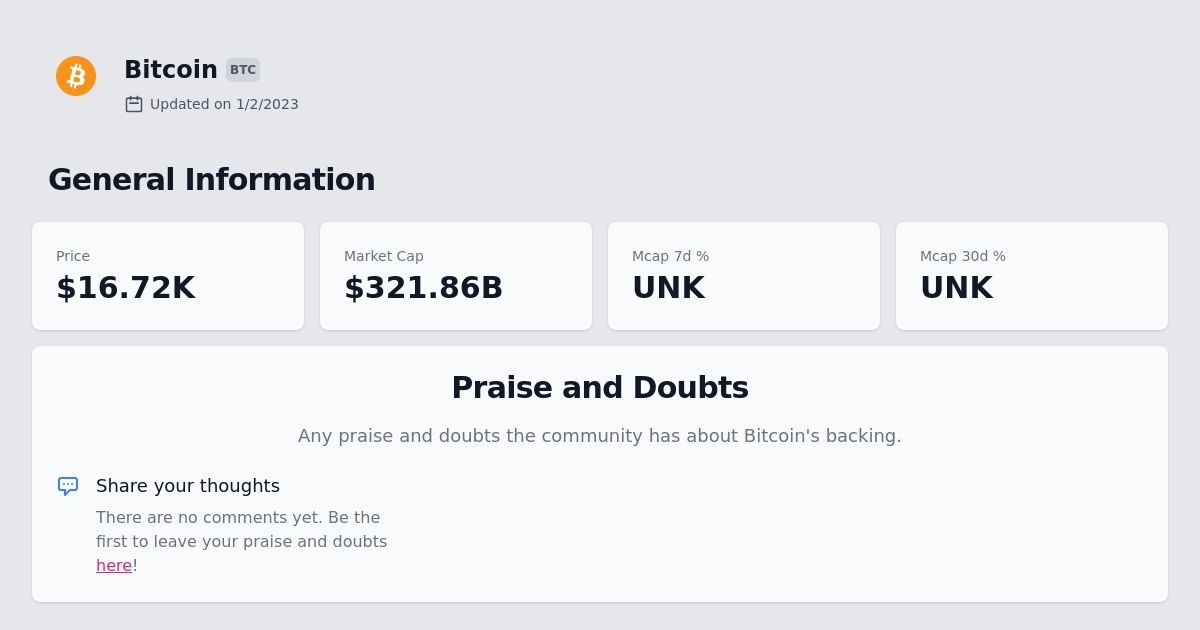 Bitcoin BTC
Updated on 1/2/2023
General Information
Price
$16.72K
Market Cap
$321.86B
Mcap 7d %
UNK
Mcap 30d %
UNK
Praise and Doubts
Any praise and doubts the community has about Bitcoin's backing.
Share your thoughts
There are no comments yet. Be the
first to leave your praise and doubts
here!